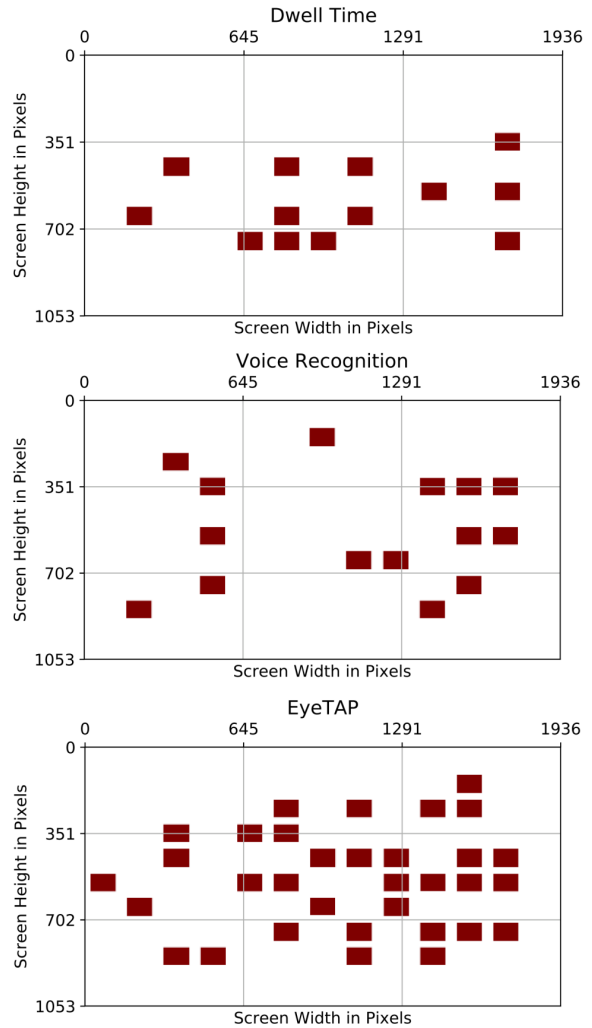 Dwell Time
0 645 1291 1936
0
351
702
1053
Screen Height in Pixels
Screen Width in Pixels
Voice Recognition
0 645 1291 1936
0
351
702
1053
Screen Height in Pixels
Screen Width in Pixels
EyeTAP
0 645 1291 1936
0
351
702
1053
Screen Height in Pixels
Screen Width in Pixels